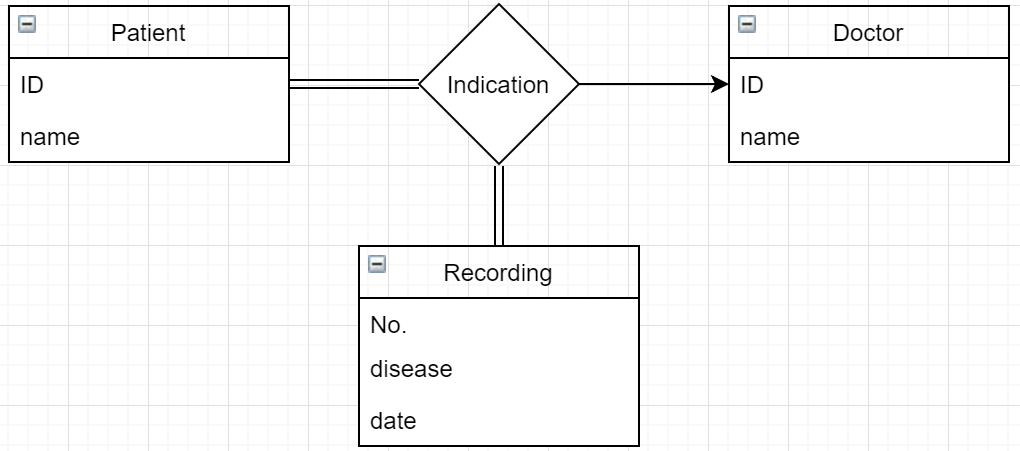 Patient
ID
name
Indication
Doctor
ID
name
Recording
No.
disease
date